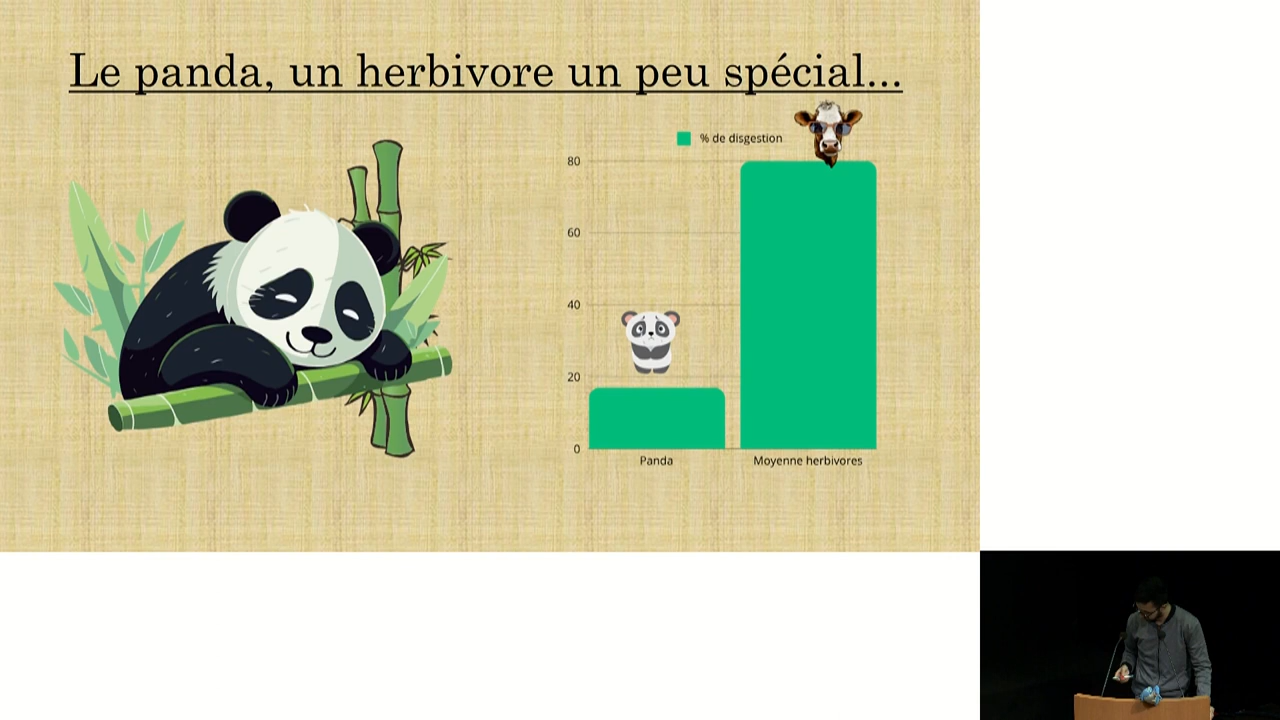 Le panda, un herbivore un peu spécial...
% de disgestion
80
60
40
20
0
Panda
Moyenne herbivores